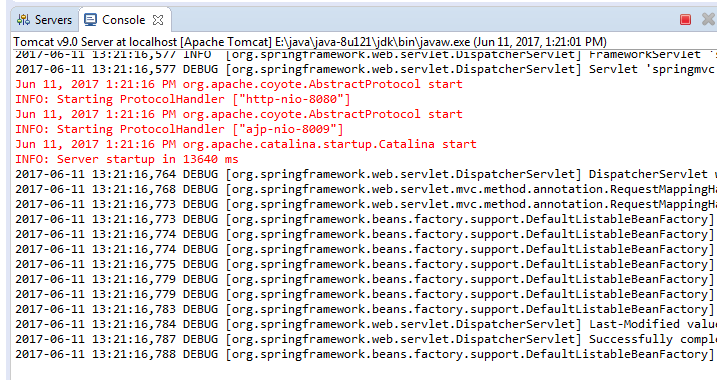 Servers Console
Tomcat v9.0 Server at localhost [Apache Tomcat] E:\java\java-8u121\jdk\bin\javaw.exe (Jun 11, 2017, 1:21:01 PM)
2017-06-11 13:21:16,577 INFO  [org.springframework.web.servlet.DispatcherServlet] FrameworkServlet 's
2017-06-11 13:21:16,577 DEBUG [org.springframework.web.servlet.DispatcherServlet] Servlet 'springmvc
Jun 11, 2017 1:21:16 PM org.apache.coyote.AbstractProtocol start
INFO: Starting ProtocolHandler ["http-nio-8080"]
Jun 11, 2017 1:21:16 PM org.apache.coyote.AbstractProtocol start
INFO: Starting ProtocolHandler ["ajp-nio-8009"]
Jun 11, 2017 1:21:16 PM org.apache.catalina.startup.Catalina start
INFO: Server startup in 13640 ms
2017-06-11 13:21:16,764 DEBUG [org.springframework.web.servlet.DispatcherServlet] DispatcherServlet w
2017-06-11 13:21:16,768 DEBUG [org.springframework.web.servlet.mvc.method.annotation.RequestMappingHa
2017-06-11 13:21:16,773 DEBUG [org.springframework.web.servlet.mvc.method.annotation.RequestMappingHa
2017-06-11 13:21:16,773 DEBUG [org.springframework.beans.factory.support.DefaultListableBeanFactory]
2017-06-11 13:21:16,774 DEBUG [org.springframework.beans.factory.support.DefaultListableBeanFactory]
2017-06-11 13:21:16,774 DEBUG [org.springframework.beans.factory.support.DefaultListableBeanFactory]
2017-06-11 13:21:16,775 DEBUG [org.springframework.beans.factory.support.DefaultListableBeanFactory]
2017-06-11 13:21:16,779 DEBUG [org.springframework.beans.factory.support.DefaultListableBeanFactory]
2017-06-11 13:21:16,779 DEBUG [org.springframework.beans.factory.support.DefaultListableBeanFactory]
2017-06-11 13:21:16,783 DEBUG [org.springframework.beans.factory.support.DefaultListableBeanFactory]
2017-06-11 13:21:16,784 DEBUG [org.springframework.web.servlet.DispatcherServlet] Last-Modified value
2017-06-11 13:21:16,787 DEBUG [org.springframework.web.servlet.DispatcherServlet] Successfully comple
2017-06-11 13:21:16,788 DEBUG [org.springframework.beans.factory.support.DefaultListableBeanFactory]